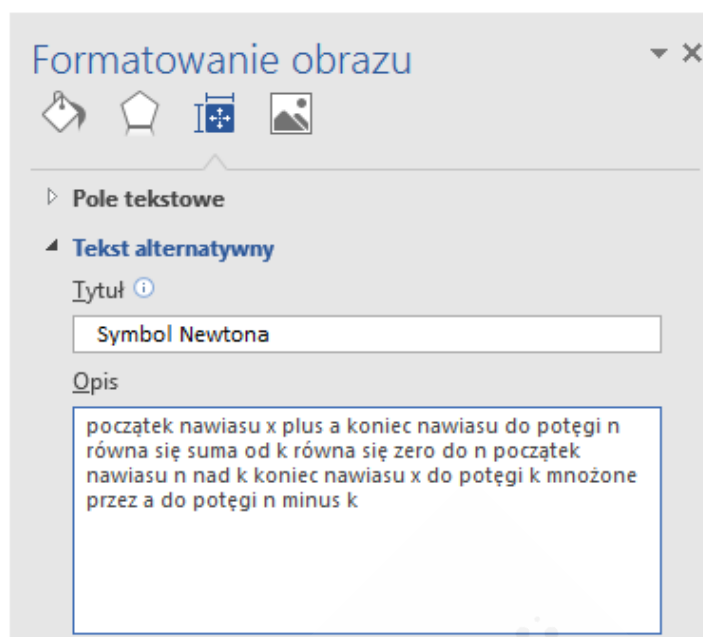 Formatowanie obrazu
Pole tekstowe
Tekst alternatywny
Tytuł
Symbol Newtona
Opis
początek nawiasu x plus a koniec nawiasu do potęgi n
równa się suma od k równa się zero do n początek
nawiasu n nad k koniec nawiasu x do potęgi k mnożone
przez a do potęgi n minus k